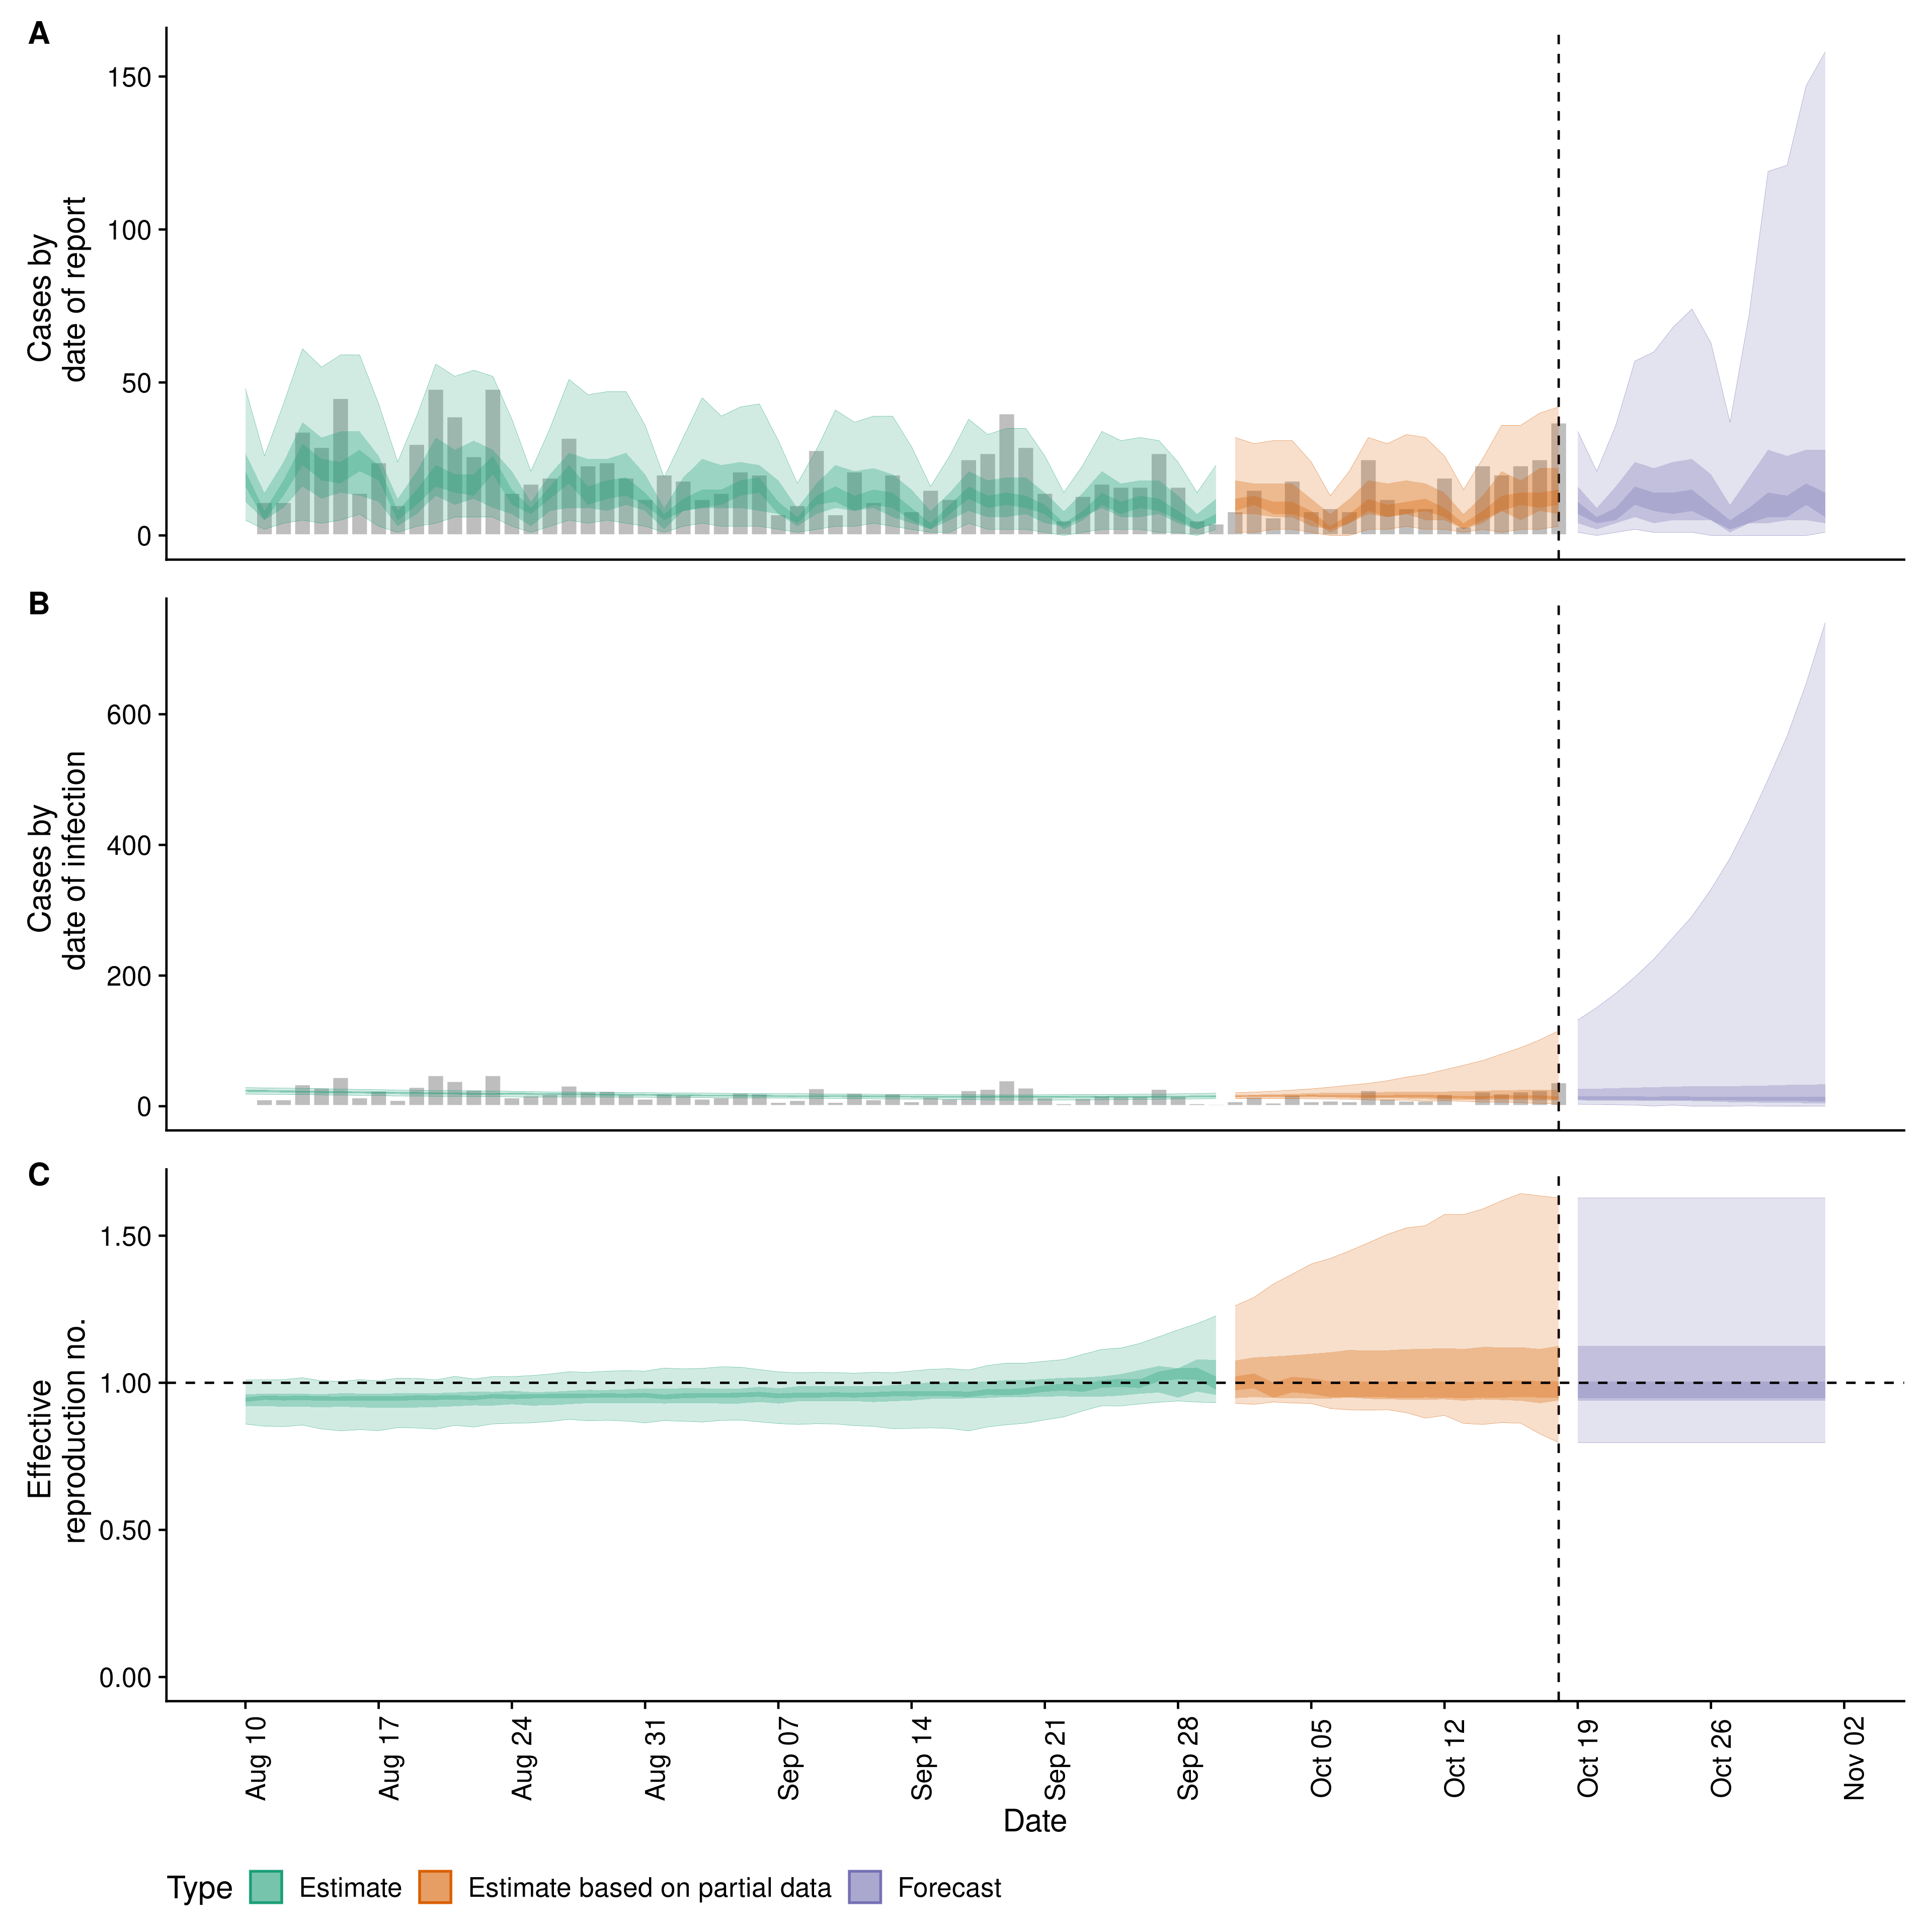 A
150
100
50
0
Cases by
date of report
B
600
400
200
0
Cases by
date of infection
C
1.50
1.00
0.50
0.00
Effective
reproduction no.
Aug 10
Aug 17
Aug 24
Aug 31
Sep 07
Sep 14
Sep 21
Sep 28
Oct 05
Oct 12
Oct 19
Oct 26
Nov 02
Date
Type Estimate Estimate based on partial data Forecast